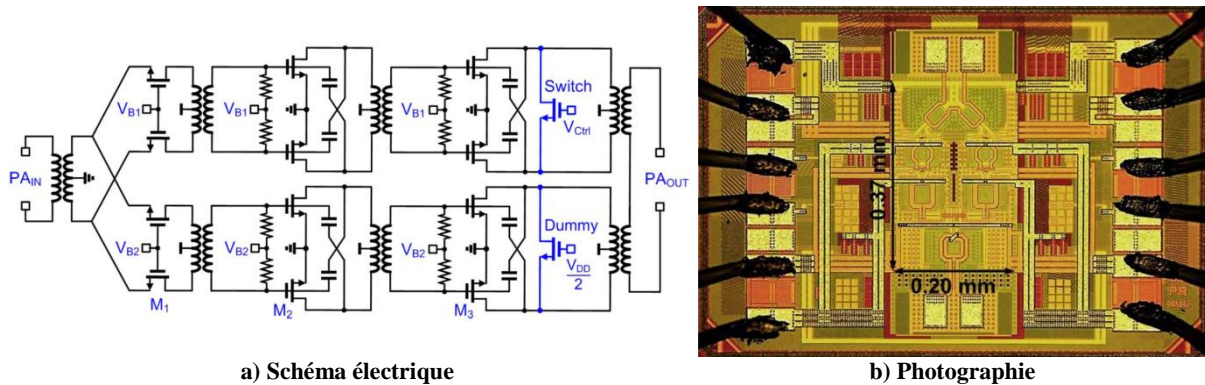 PA_IN
V_B1
V_B1
V_B1
Switch
V_Ctrl
PA_OUT
V_B2
V_B2
V_B2
Dummy
V_DD
2
M_1
M_2
M_3
0.37 mm
0.20 mm
a) Schéma électrique
b) Photographie